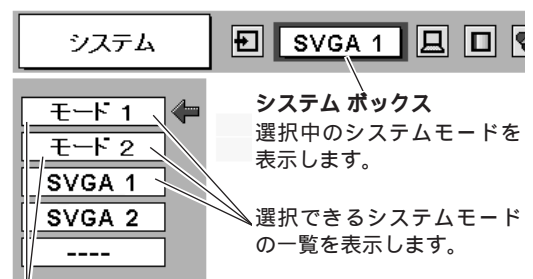 システム
SVGA 1
システム ボックス
選択中のシステムモードを
表示します。
モード 1
モード 2
SVGA 1
SVGA 2
----
選択できるシステムモード
の一覧を表示します。